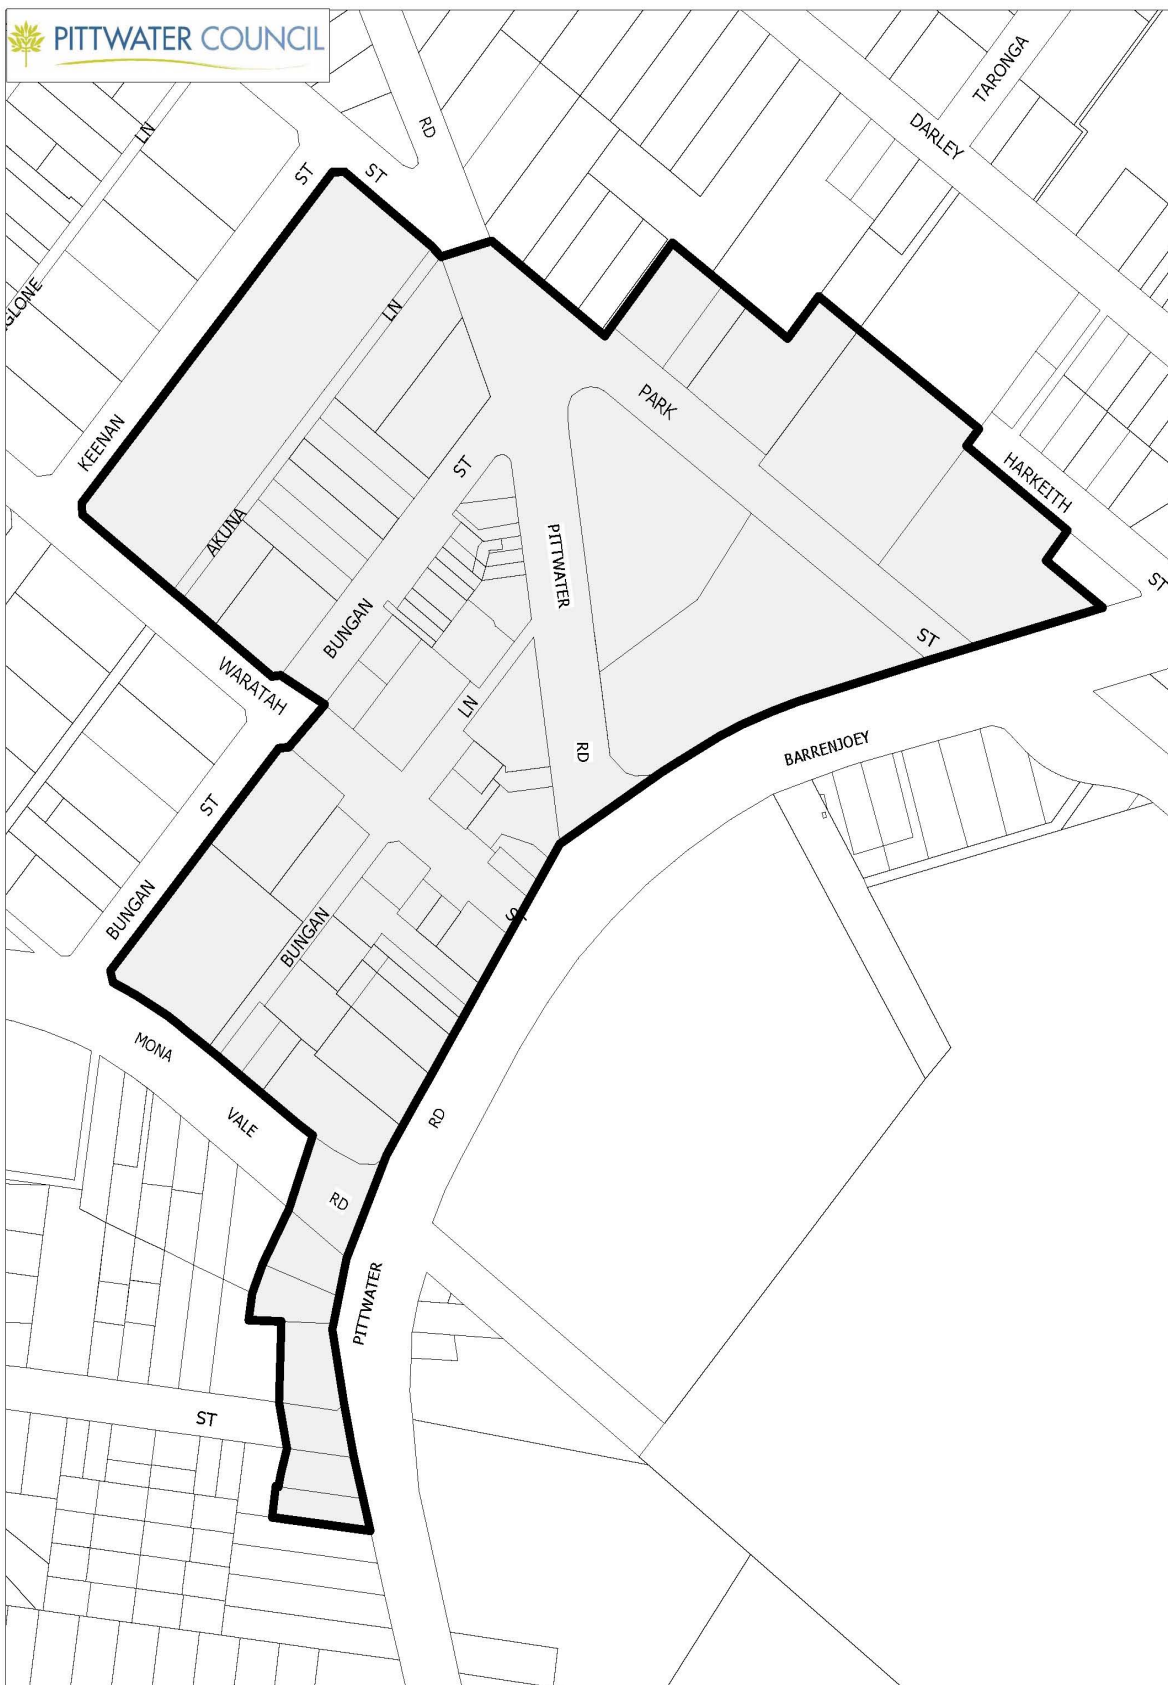 PITTWATER COUNCIL
TARONGA
RD
DARLEY
LN
ST
ST
GLONE
LN
PARK
KEENAN
ST
HARKEITH
AKUNA
PITTWATER
ST
BUNGAN
ST
WARATAH
LN
RD
BARRENJOEY
ST
BUNGAN
ST
BUNGAN
MONA
VALE
RD
RD
PITTWATER
ST